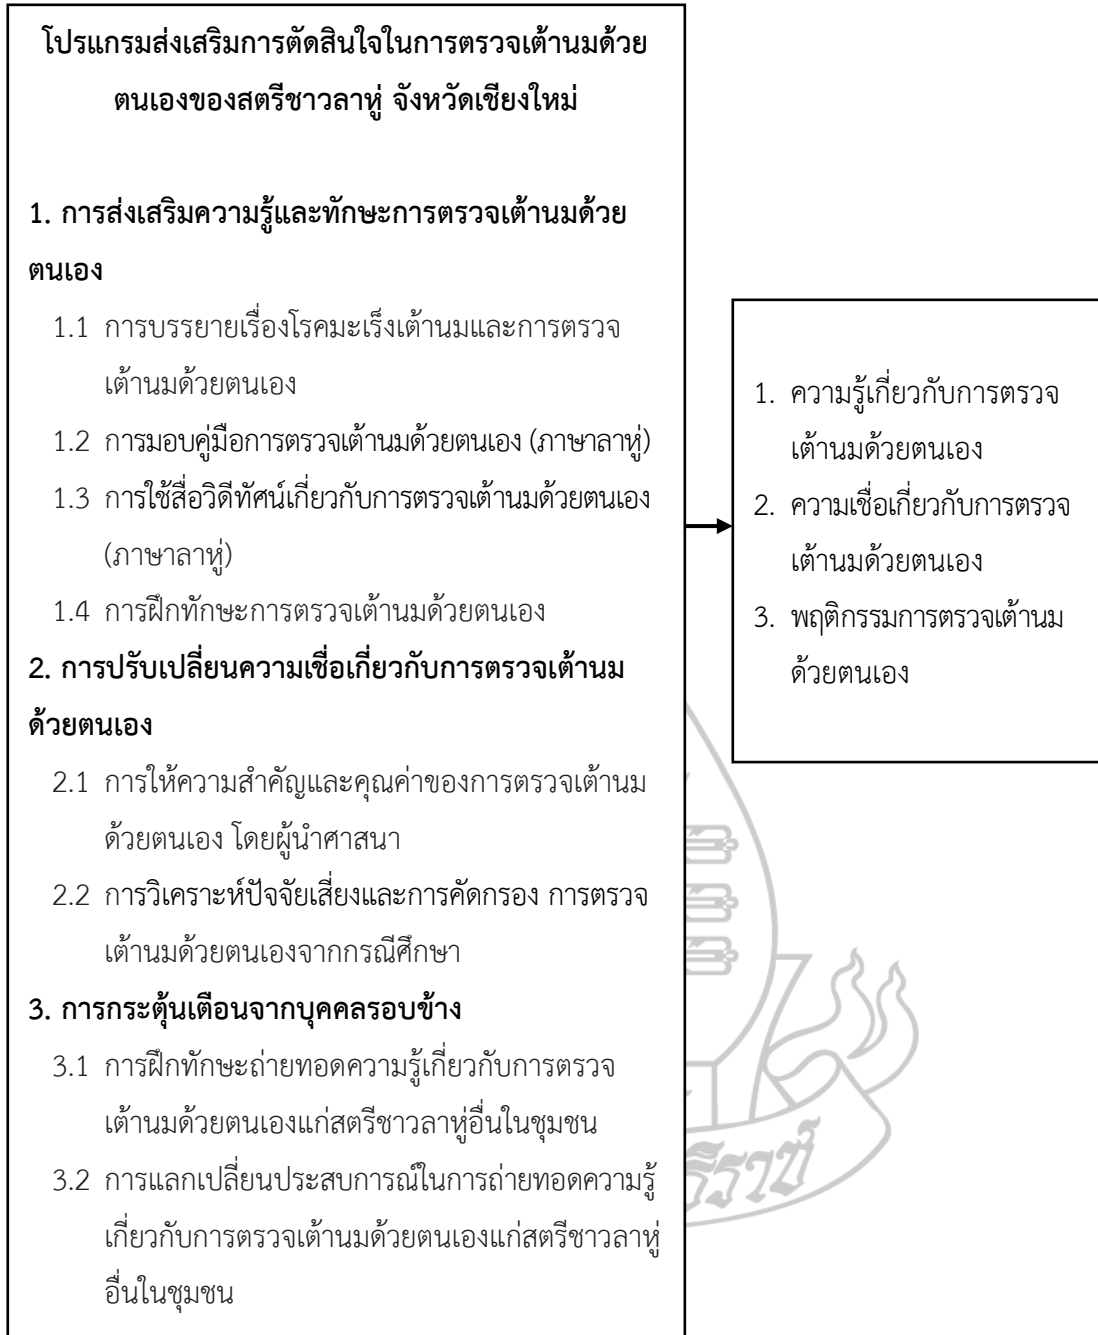 โปรแกรมส่งเสริมการตัดสินใจในการตรวจเต้านมด้วย
ตนเองของสตรีชาวลาหู่ จังหวัดเชียงใหม่
1. การส่งเสริมความรู้และทักษะการตรวจเต้านมด้วย
ตนเอง
1.1 การบรรยายเรื่องโรคมะเร็งเต้านมและการตรวจ
เต้านมด้วยตนเอง
1.2 การมอบคู่มือการตรวจเต้านมด้วยตนเอง (ภาษาลาหู่)
1.3 การใช้สื่อวิดีทัศน์เกี่ยวกับการตรวจเต้านมด้วยตนเอง
(ภาษาลาหู่)
1.4 การฝึกทักษะการตรวจเต้านมด้วยตนเอง
2. การปรับเปลี่ยนความเชื่อเกี่ยวกับการตรวจเต้านม
ด้วยตนเอง
2.1 การให้ความสำคัญและคุณค่าของการตรวจเต้านม
ด้วยตนเอง โดยผู้นำศาสนา
2.2 การวิเคราะห์ปัจจัยเสี่ยงและการคัดกรอง การตรวจ
เต้านมด้วยตนเองจากกรณีศึกษา
3. การกระตุ้นเตือนจากบุคคลรอบข้าง
3.1 การฝึกทักษะถ่ายทอดความรู้เกี่ยวกับการตรวจ
เต้านมด้วยตนเองแก่สตรีชาวลาหู่อื่นในชุมชน
3.2 การแลกเปลี่ยนประสบการณ์ในการถ่ายทอดความรู้
เกี่ยวกับการตรวจเต้านมด้วยตนเองแก่สตรีชาวลาหู่
อื่นในชุมชน
1. ความรู้เกี่ยวกับการตรวจ
เต้านมด้วยตนเอง
2. ความเชื่อเกี่ยวกับการตรวจ
เต้านมด้วยตนเอง
3. พฤติกรรมการตรวจเต้านม
ด้วยตนเอง